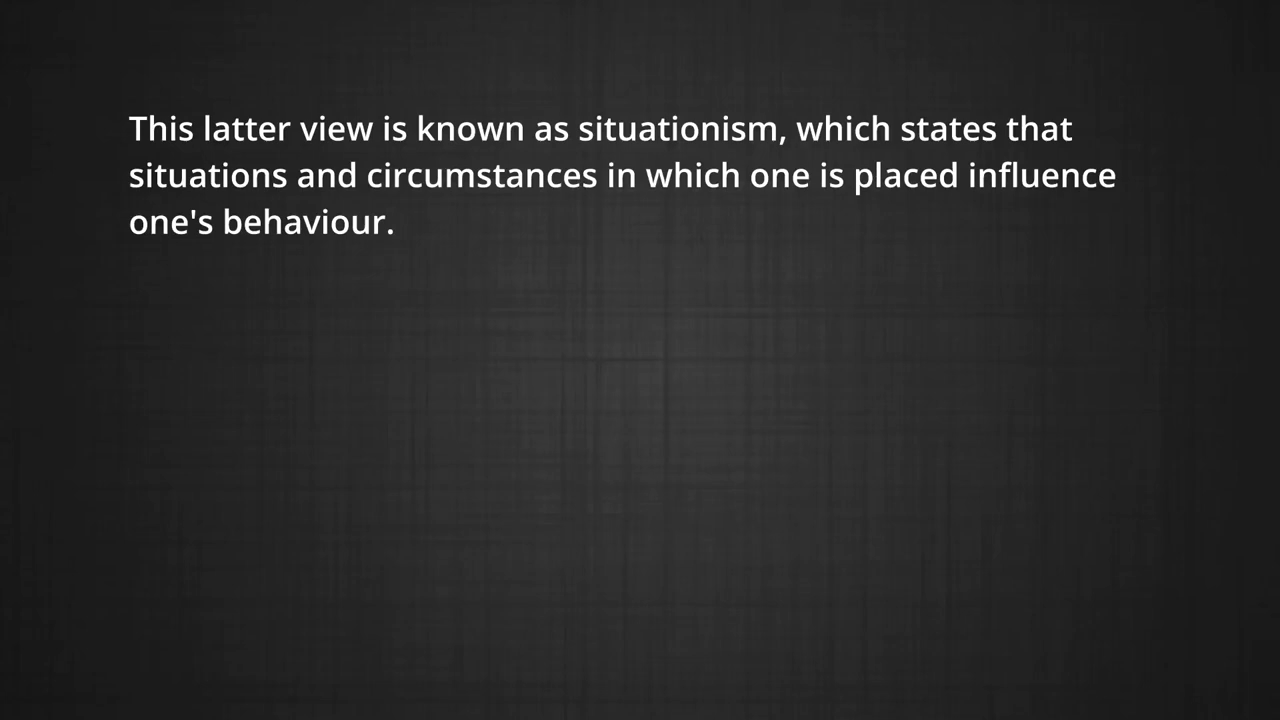 This latter view is known as situationism, which states that
situations and circumstances in which one is placed influence
one's behaviour.